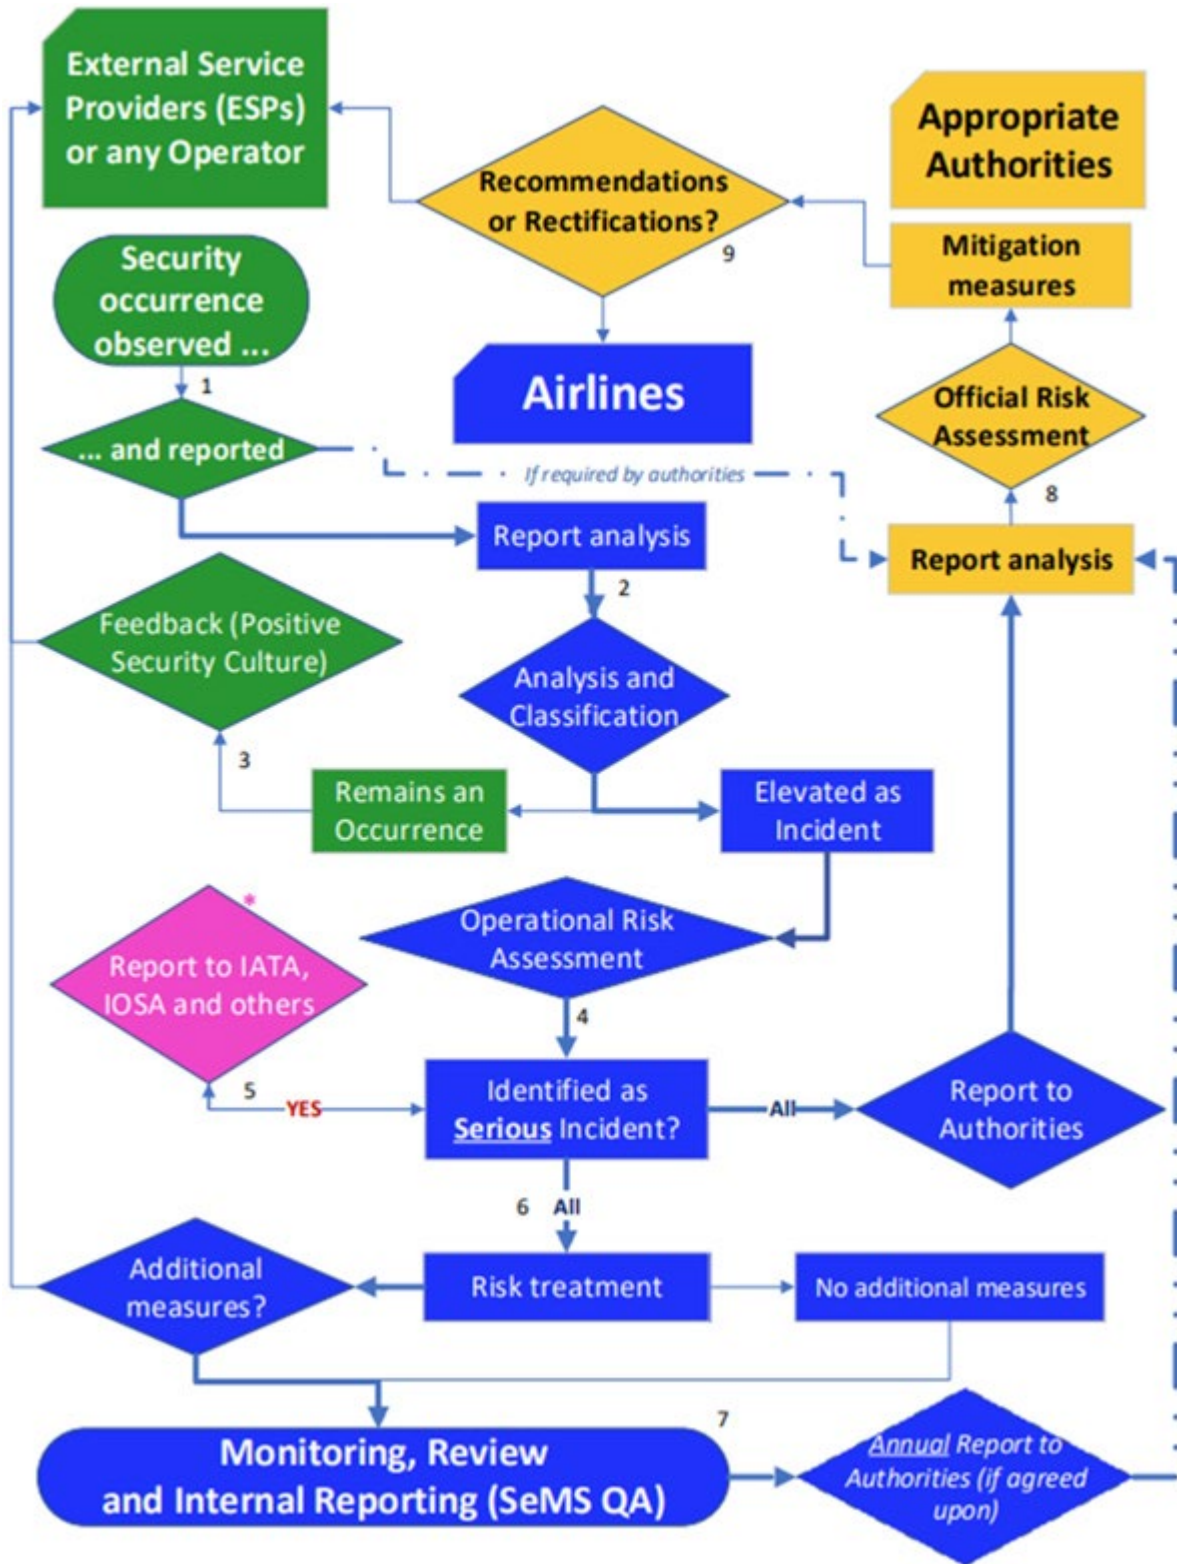 External Service
Providers (ESPs)
or any Operator
Appropriate
Authorities
Recommendations
or Rectifications?
9
Mitigation
measures
Security
occurrence
observed ...
1
Airlines
Official Risk
Assessment
8
... and reported
If required by authorities
Report analysis
Report analysis
2
Feedback (Positive
Security Culture)
Analysis and
Classification
3
Remains an
Occurrence
Elevated as
Incident
*
Operational Risk
Assessment
Report to IATA,
IOSA and others
4
5
YES
Identified as
Serious Incident?
All
Report to
Authorities
6
All
Additional
measures?
Risk treatment
No additional measures
7
Monitoring, Review
and Internal Reporting (SeMS QA)
Annual Report to
Authorities (if agreed
upon)